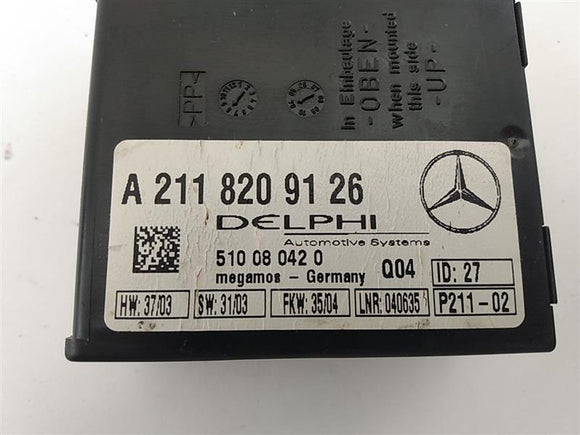 >PP<
in Einbaulage
-OBEN-
when mounted
this side
-UP-
A 211 820 91 26
DELPHI
Automotive Systems
510 08 042 0
megamos - Germany
Q04
ID: 27
HW: 37/03
SW: 31/03
FKW: 35/04
LNR: 040635
P211-02